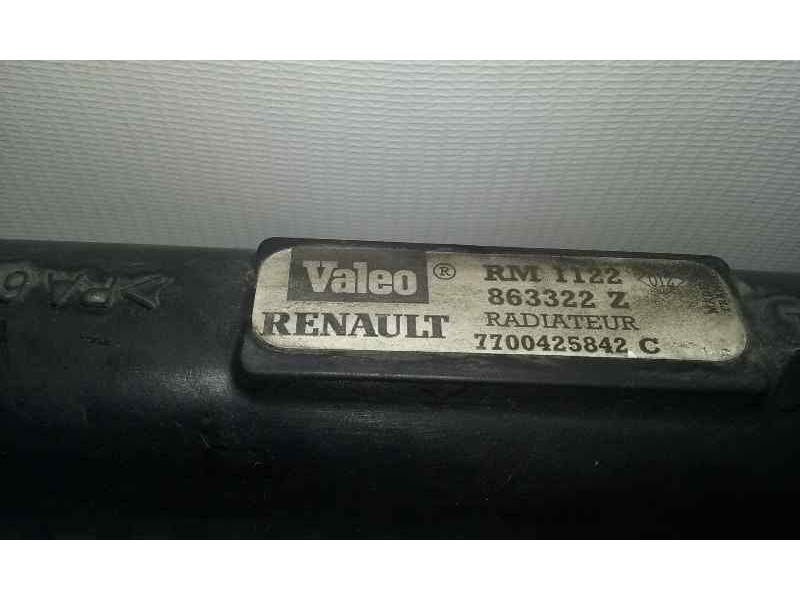 Valeo ® RM 1122
863322 Z
RENAULT RADIATEUR
7700425842 C